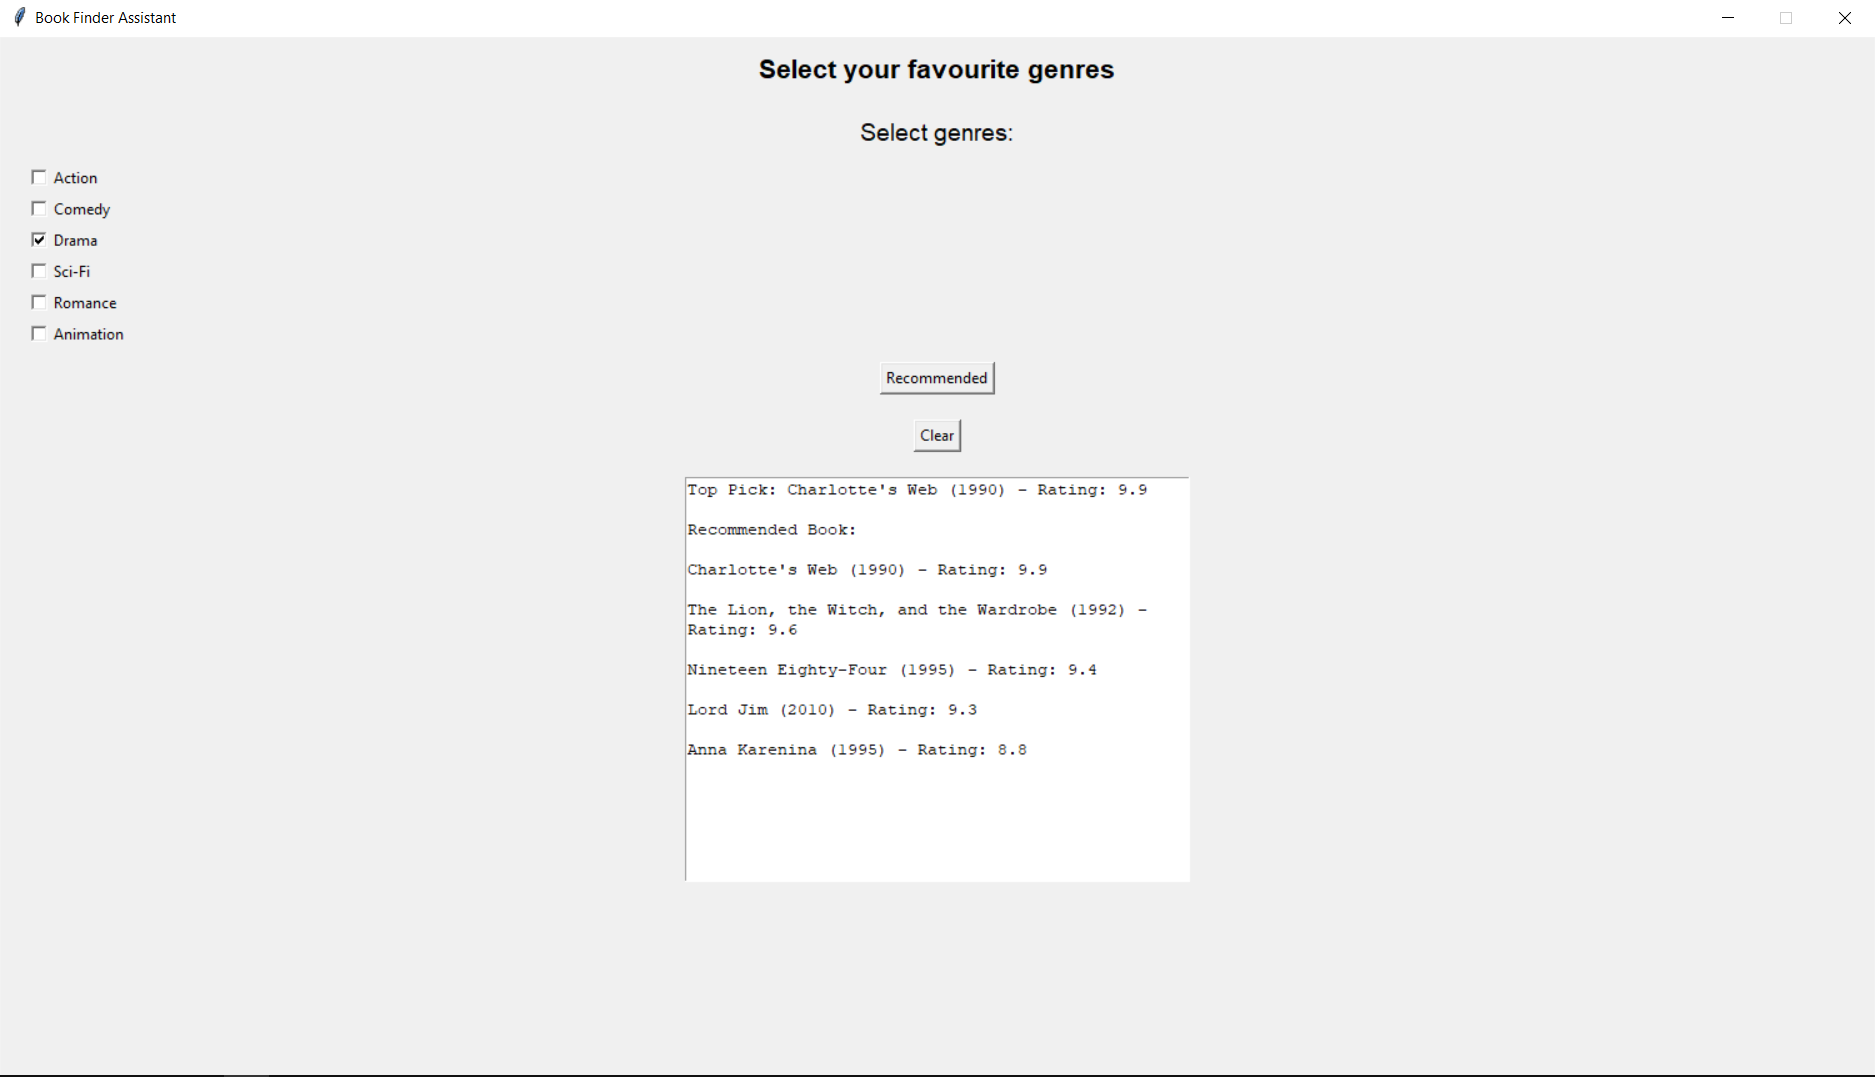 Book Finder Assistant
Select your favourite genres
Select genres:
Action
Comedy
Drama
Sci-Fi
Romance
Animation
Recommended
Clear
Top Pick: Charlotte's Web (1990) - Rating: 9.9
Recommended Book:
Charlotte's Web (1990) - Rating: 9.9
The Lion, the Witch, and the Wardrobe (1992) -
Rating: 9.6
Nineteen Eighty-Four (1995) - Rating: 9.4
Lord Jim (2010) - Rating: 9.3
Anna Karenina (1995) - Rating: 8.8